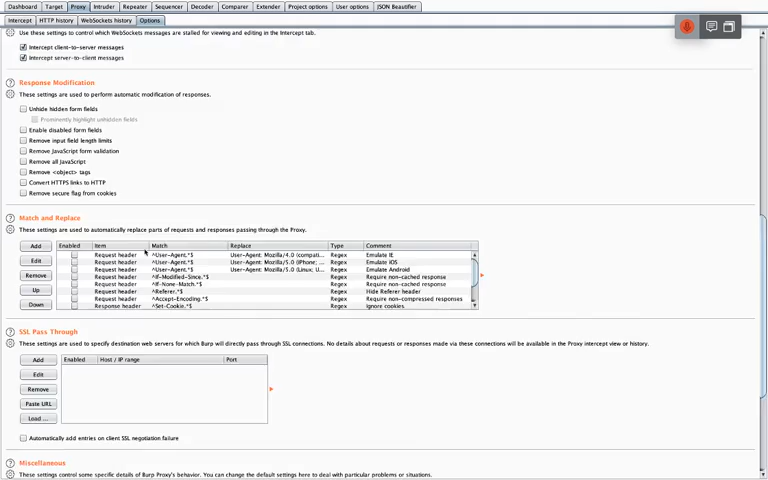 Dashboard Target Proxy Intruder Repeater Sequencer Decoder Comparer Extender Project options User options JSON Beautifier
Intercept HTTP history WebSockets history Options
Use these settings to control which WebSockets messages are stalled for viewing and editing in the Intercept tab.
Intercept client-to-server messages
Intercept server-to-client messages
Response Modification
These settings are used to perform automatic modification of responses.
Unhide hidden form fields
Prominently highlight unhidden fields
Enable disabled form fields
Remove input field length limits
Remove JavaScript form validation
Remove all JavaScript
Remove <object> tags
Convert HTTPS links to HTTP
Remove secure flag from cookies
Match and Replace
These settings are used to automatically replace parts of requests and responses passing through the Proxy.
Add Enabled Item Match Replace Type Comment
Request header ^User-Agent.*$ User-Agent: Mozilla/4.0 (compati... Regex Emulate IE
Edit Request header ^User-Agent.*$ User-Agent: Mozilla/5.0 (iPhone; ... Regex Emulate iOS
Request header ^User-Agent.*$ User-Agent: Mozilla/5.0 (Linux; U... Regex Emulate Android
Remove Request header ^If-Modified-Since.*$ Regex Require non-cached response
Request header ^If-None-Match.*$ Regex Require non-cached response
Up Request header ^Referer.*$ Regex Hide Referer header
Request header ^Accept-Encoding.*$ Regex Require non-compressed responses
Down Response header ^Set-Cookie.*$ Regex Ignore cookies
SSL Pass Through
These settings are used to specify destination web servers for which Burp will directly pass through SSL connections. No details about requests or responses made via these connections will be available in the Proxy intercept view or history.
Add Enabled Host / IP range Port
Edit
Remove
Paste URL
Load ...
Automatically add entries on client SSL negotiation failure
Miscellaneous
These settings control some specific details of Burp Proxy's behavior. You can change the default settings here to deal with particular problems or situations.